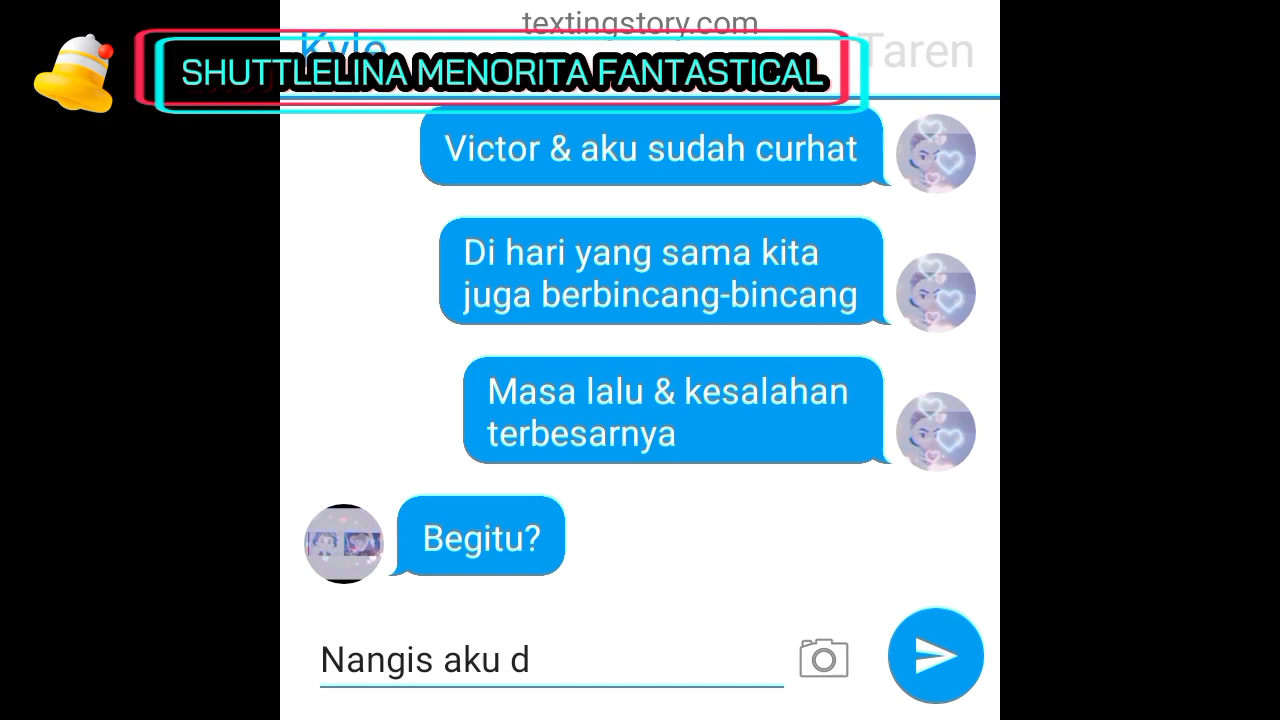 textingstory.com
Kyle
Taren
SHUTTLELINA MENORITA FANTASTICAL
Victor & aku sudah curhat
Di hari yang sama kita
juga berbincang-bincang
Masa lalu & kesalahan
terbesarnya
Begitu?
Nangis aku d